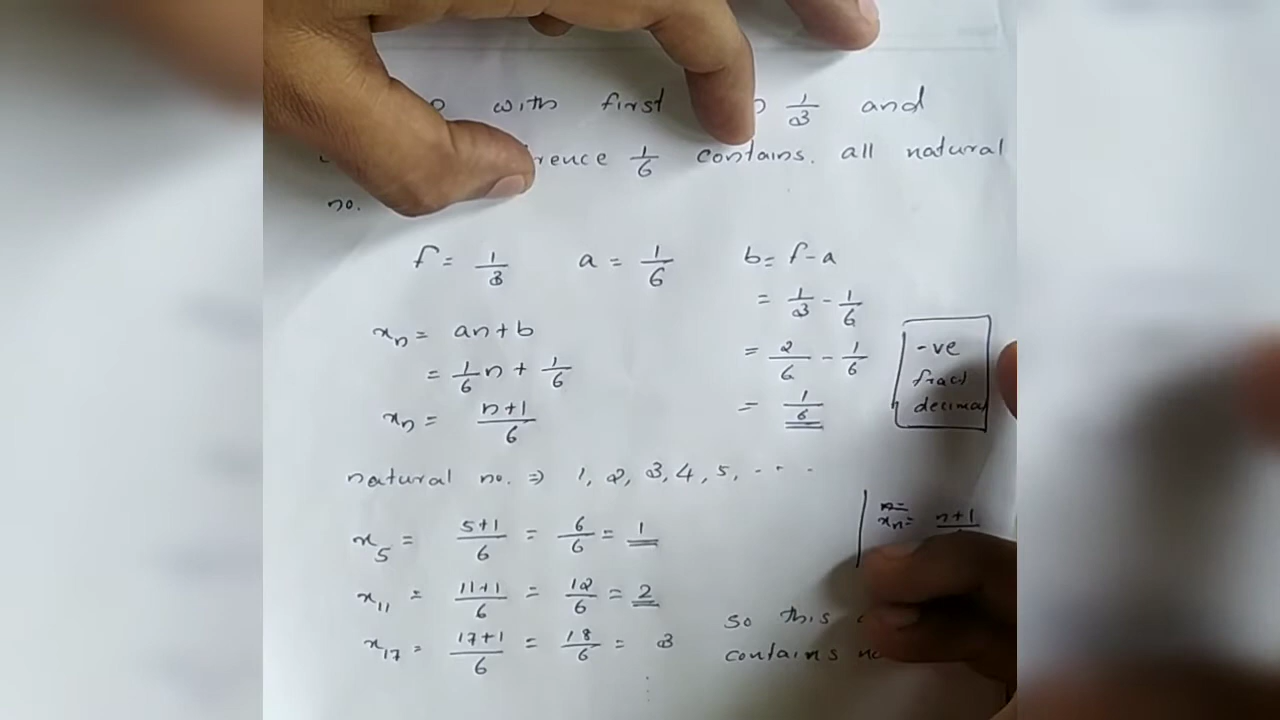 with first 1/3 and
1/6 contains. all natural
no.
f = 1/3 a = 1/6 b = f-a
= 1/3 - 1/6
xn = an+b
= 2/6 - 1/6
= 1/6 n + 1/6
= 1/6
xn = n+1/6
-ve
fract
decimal
natural no. ⇒ 1, 2, 3, 4, 5, ....
x5 = 5+1/6 = 6/6 = 1
xn = n+1
x11 = 11+1/6 = 12/6 = 2
x17 = 17+1/6 = 18/6 = 3
so this
contains